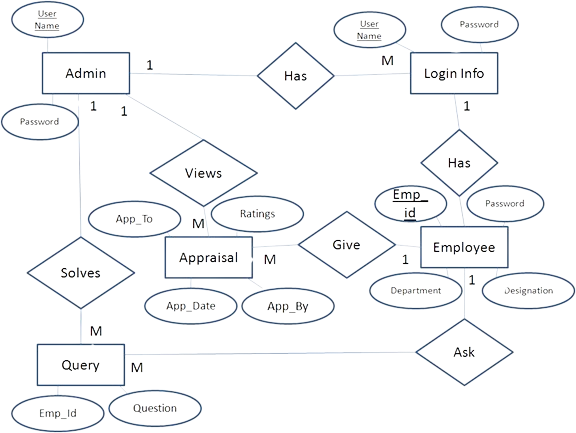 User
Name
User
Name
Password
Admin
1
Has
M
Login Info
1
1
1
Password
Has
Views
Emp_
id
Password
App_To
M
Ratings
Solves
Appraisal
M
Give
1
Employee
App_Date
App_By
Department
1
Designation
M
Query
M
Ask
Emp_Id
Question